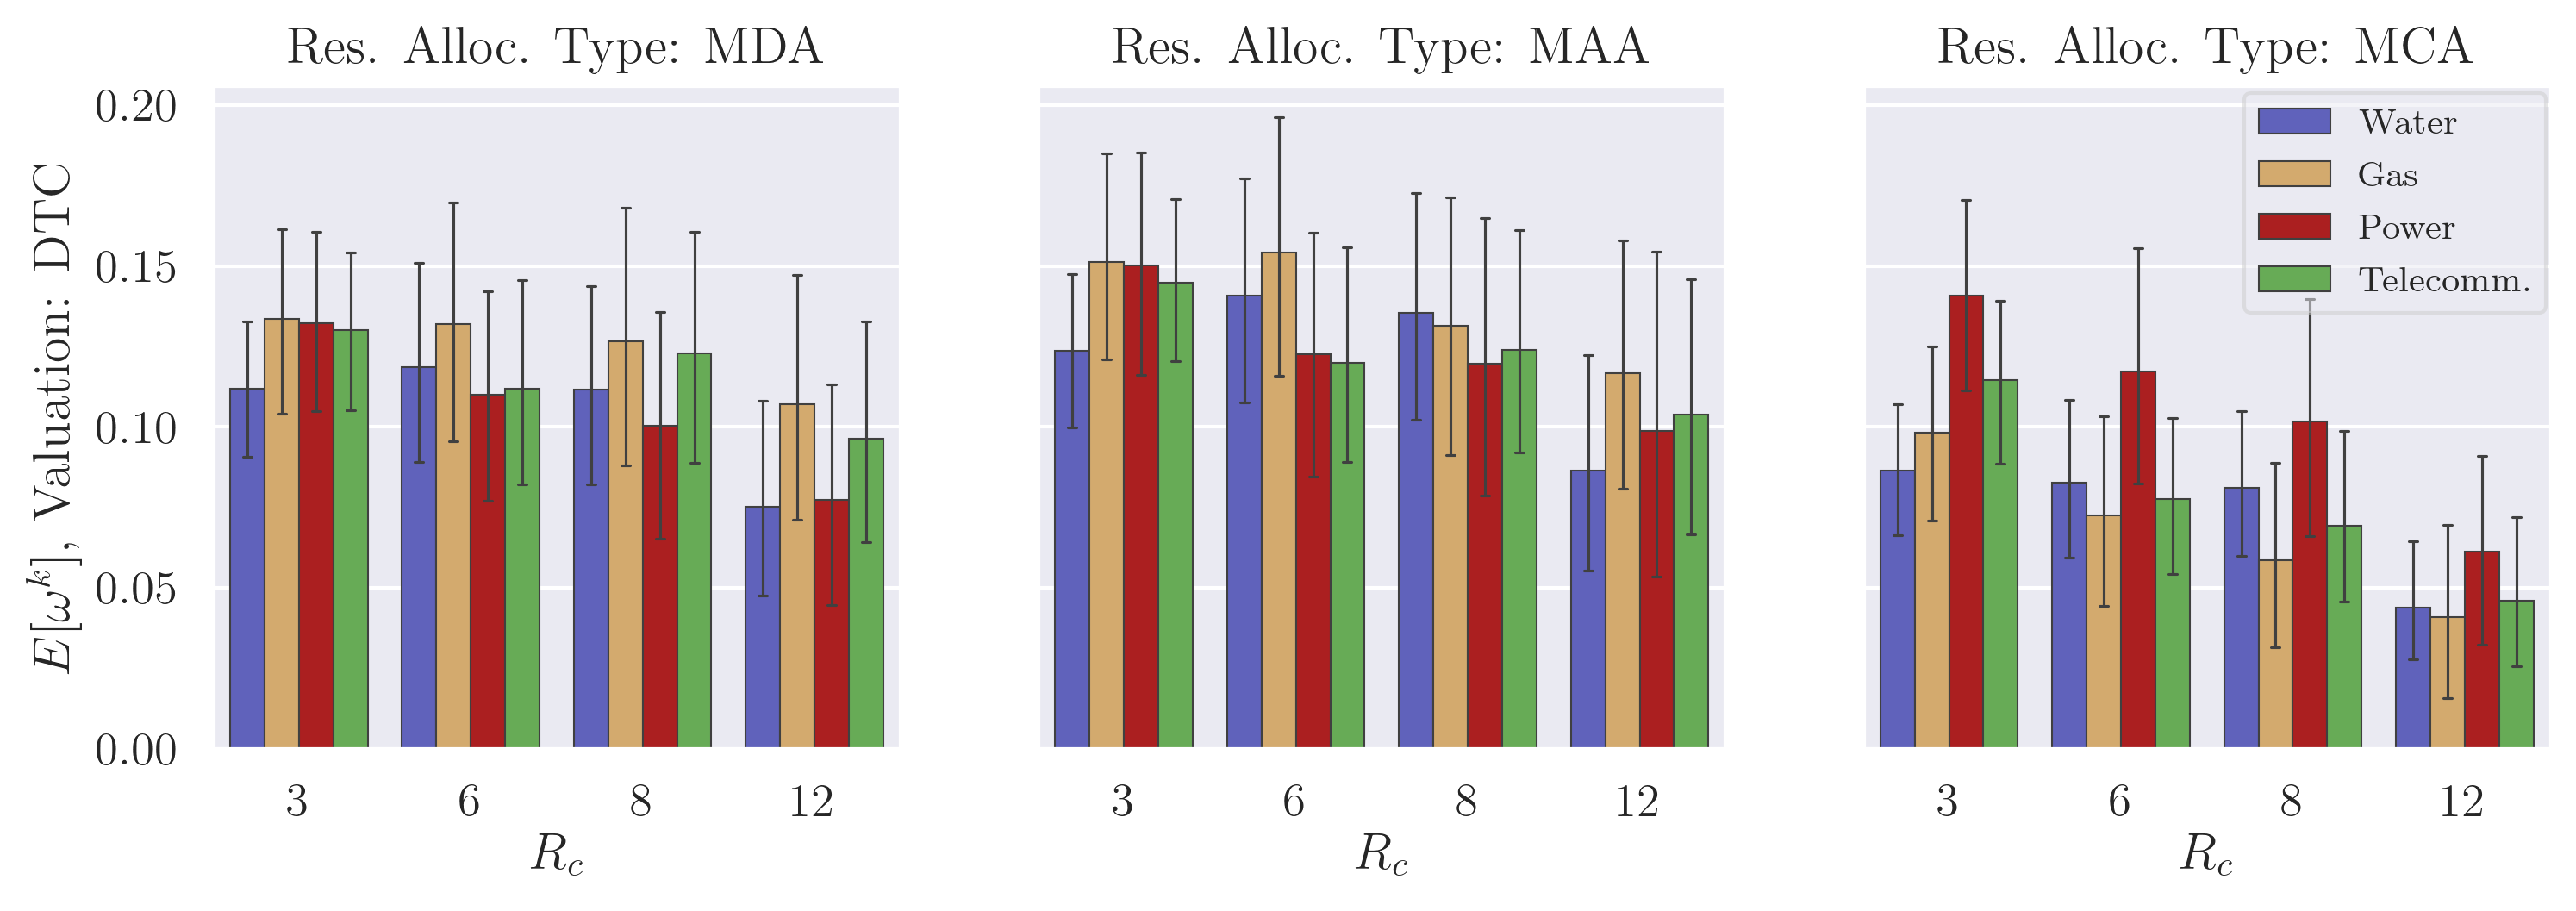 Res. Alloc. Type: MDA
Res. Alloc. Type: MAA
Res. Alloc. Type: MCA
E[ω^k], Valuation: DTC
0.20
0.15
0.10
0.05
0.00
Water
Gas
Power
Telecomm.
3 6 8 12
3 6 8 12
3 6 8 12
R_c
R_c
R_c